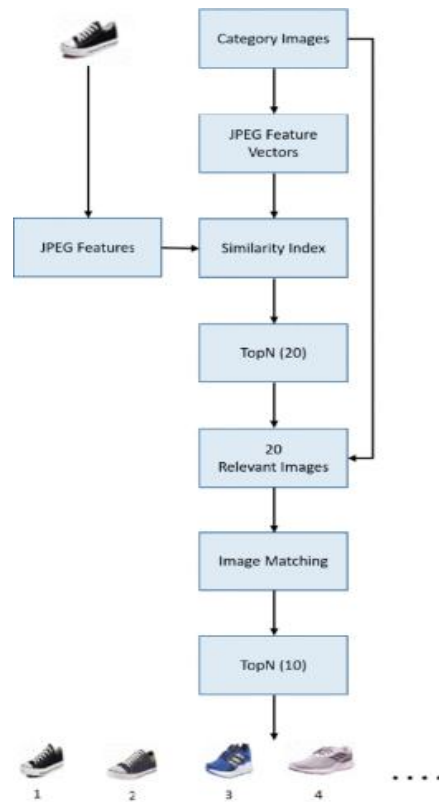 Category Images
JPEG Feature
Vectors
JPEG Features
Similarity Index
TopN (20)
20
Relevant Images
Image Matching
TopN (10)
1
2
3
4
....